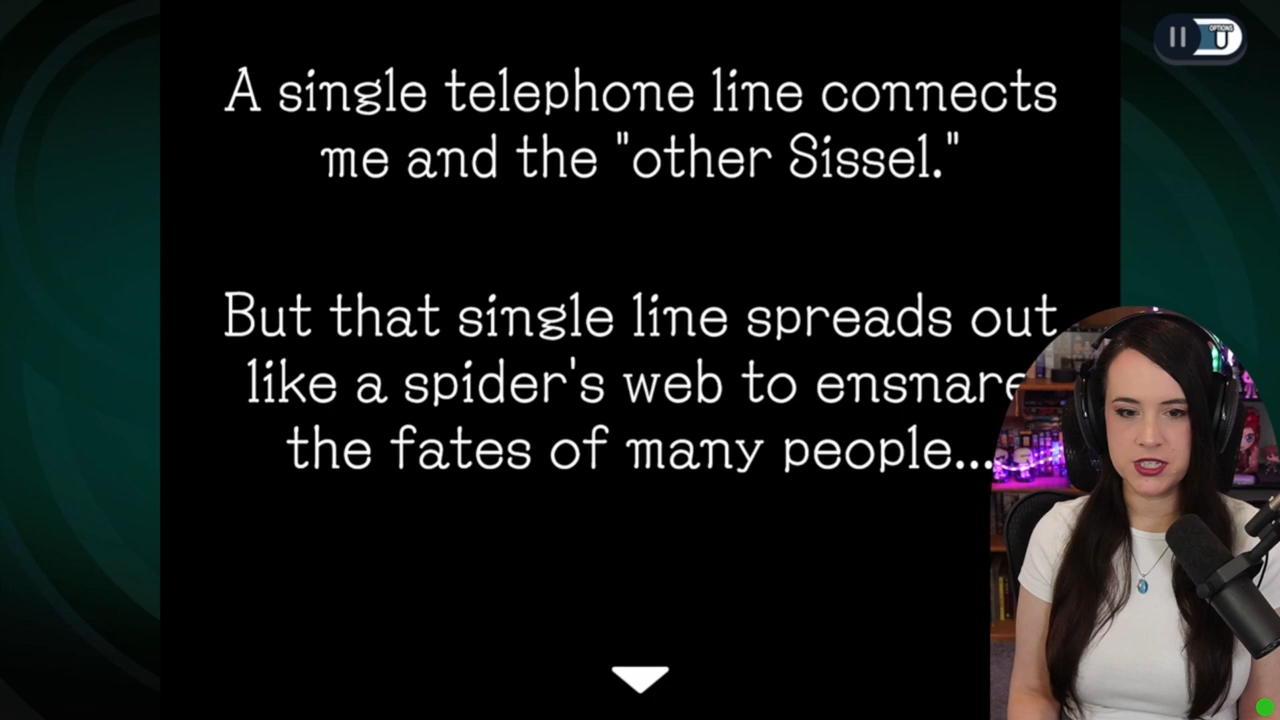 OPTIONS
A single telephone line connects
me and the "other Sissel."
But that single line spreads out
like a spider's web to ensnare
the fates of many people...